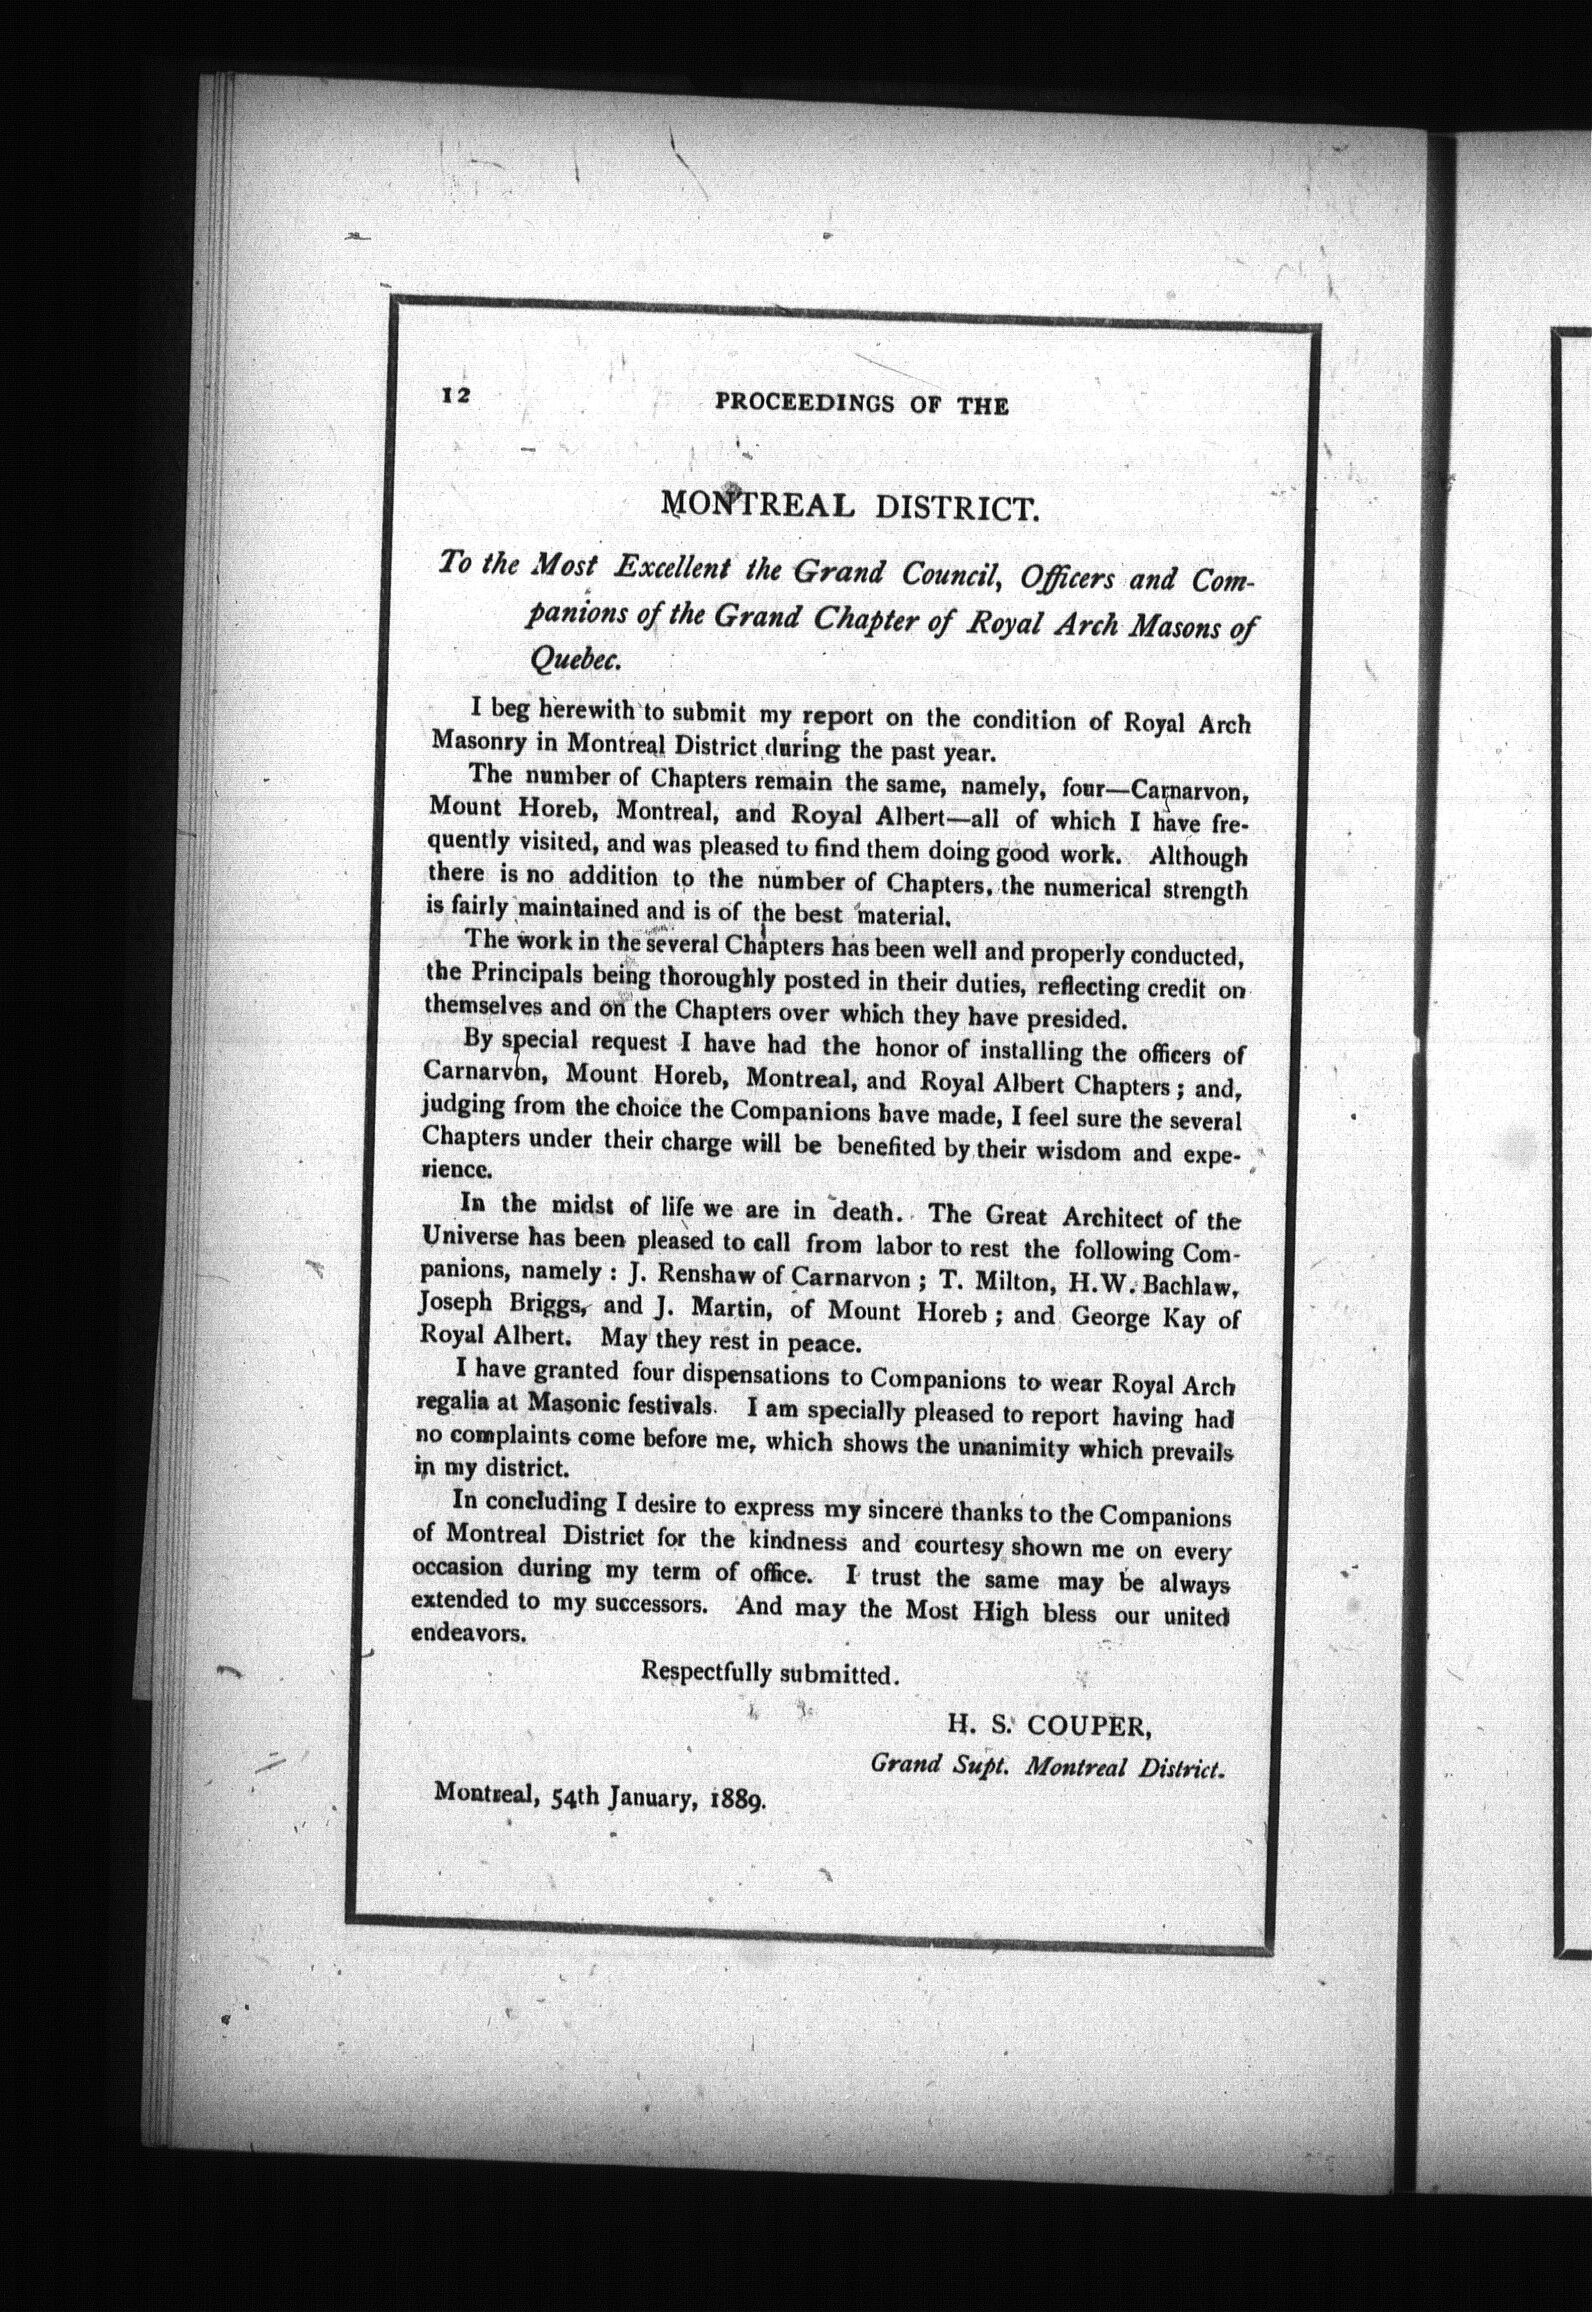 12
PROCEEDINGS OF THE
MONTREAL DISTRICT.
To the Most Excellent the Grand Council, Officers and Com-
panions of the Grand Chapter of Royal Arch Masons of
Quebec.
I beg herewith to submit my report on the condition of Royal Arch
Masonry in Montreal District during the past year.
The number of Chapters remain the same, namely, four—Carnarvon,
Mount Horeb, Montreal, and Royal Albert—all of which I have fre-
quently visited, and was pleased to find them doing good work. Although
there is no addition to the number of Chapters, the numerical strength
is fairly maintained and is of the best material.
The work in the several Chapters has been well and properly conducted,
the Principals being thoroughly posted in their duties, reflecting credit on
themselves and on the Chapters over which they have presided.
By special request I have had the honor of installing the officers of
Carnarvon, Mount Horeb, Montreal, and Royal Albert Chapters; and,
judging from the choice the Companions have made, I feel sure the several
Chapters under their charge will be benefited by their wisdom and expe-
rience.
In the midst of life we are in death. The Great Architect of the
Universe has been pleased to call from labor to rest the following Com-
panions, namely: J. Renshaw of Carnarvon; T. Milton, H.W. Bachlaw,
Joseph Briggs, and J. Martin, of Mount Horeb; and George Kay of
Royal Albert. May they rest in peace.
I have granted four dispensations to Companions to wear Royal Arch
regalia at Masonic festivals. I am specially pleased to report having had
no complaints come before me, which shows the unanimity which prevails
in my district.
In concluding I desire to express my sincere thanks to the Companions
of Montreal District for the kindness and courtesy shown me on every
occasion during my term of office. I trust the same may be always
extended to my successors. And may the Most High bless our united
endeavors.
Respectfully submitted.
H. S. COUPER,
Grand Supt. Montreal District.
Montreal, 54th January, 1889.